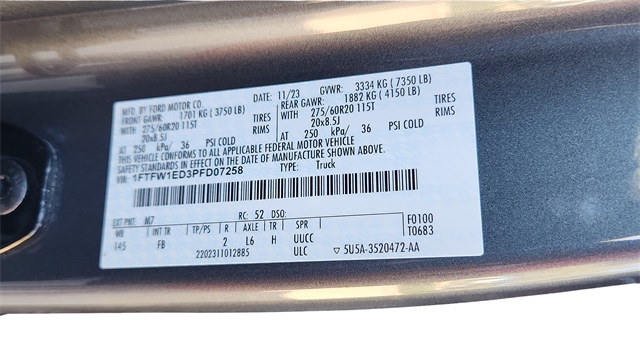 MFD. BY FORD MOTOR CO. DATE: 11/23 GVWR: 3334 KG (7350 LB)
FRONT GAWR: 1701 KG (3750 LB) REAR GAWR: 1882 KG (4150 LB)
WITH 275/60R20 115T TIRES WITH 275/60R20 115T TIRES
20x8.5J RIMS 20x8.5J RIMS
AT 250 kPa/ 36 PSI COLD AT 250 kPa/ 36 PSI COLD
THIS VEHICLE CONFORMS TO ALL APPLICABLE FEDERAL MOTOR VEHICLE
SAFETY STANDARDS IN EFFECT ON THE DATE OF MANUFACTURE SHOWN ABOVE.
VIN: 1FTFW1ED3PFD07258 TYPE: Truck
EXT PNT: M7 RC: 52 DSO: F0100
WB INT TR TP/PS R AXLE TR SPR T0683
145 FB 2 L6 H UUCC
2202311012885 ULC ▽ 5U5A-3520472-AA